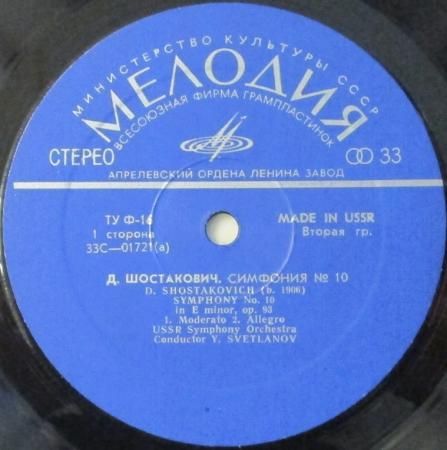 МИНИСТЕРСТВО КУЛЬТУРЫ СССР
МЕЛОДИЯ
ВСЕСОЮЗНАЯ ФИРМА ГРАМПЛАСТИНОК
СТЕРЕО
33
АПРЕЛЕВСКИЙ ОРДЕНА ЛЕНИНА ЗАВОД
ТУ Ф-16 MADE IN USSR
1 сторона Вторая гр.
33С—01721(а)
Д. ШОСТАКОВИЧ. СИМФОНИЯ № 10
D. SHOSTAKOVICH (b. 1906)
SYMPHONY No. 10
in E minor, op. 93
1. Moderato 2. Allegro
USSR Symphony Orchestra
Conductor Y. SVETLANOV